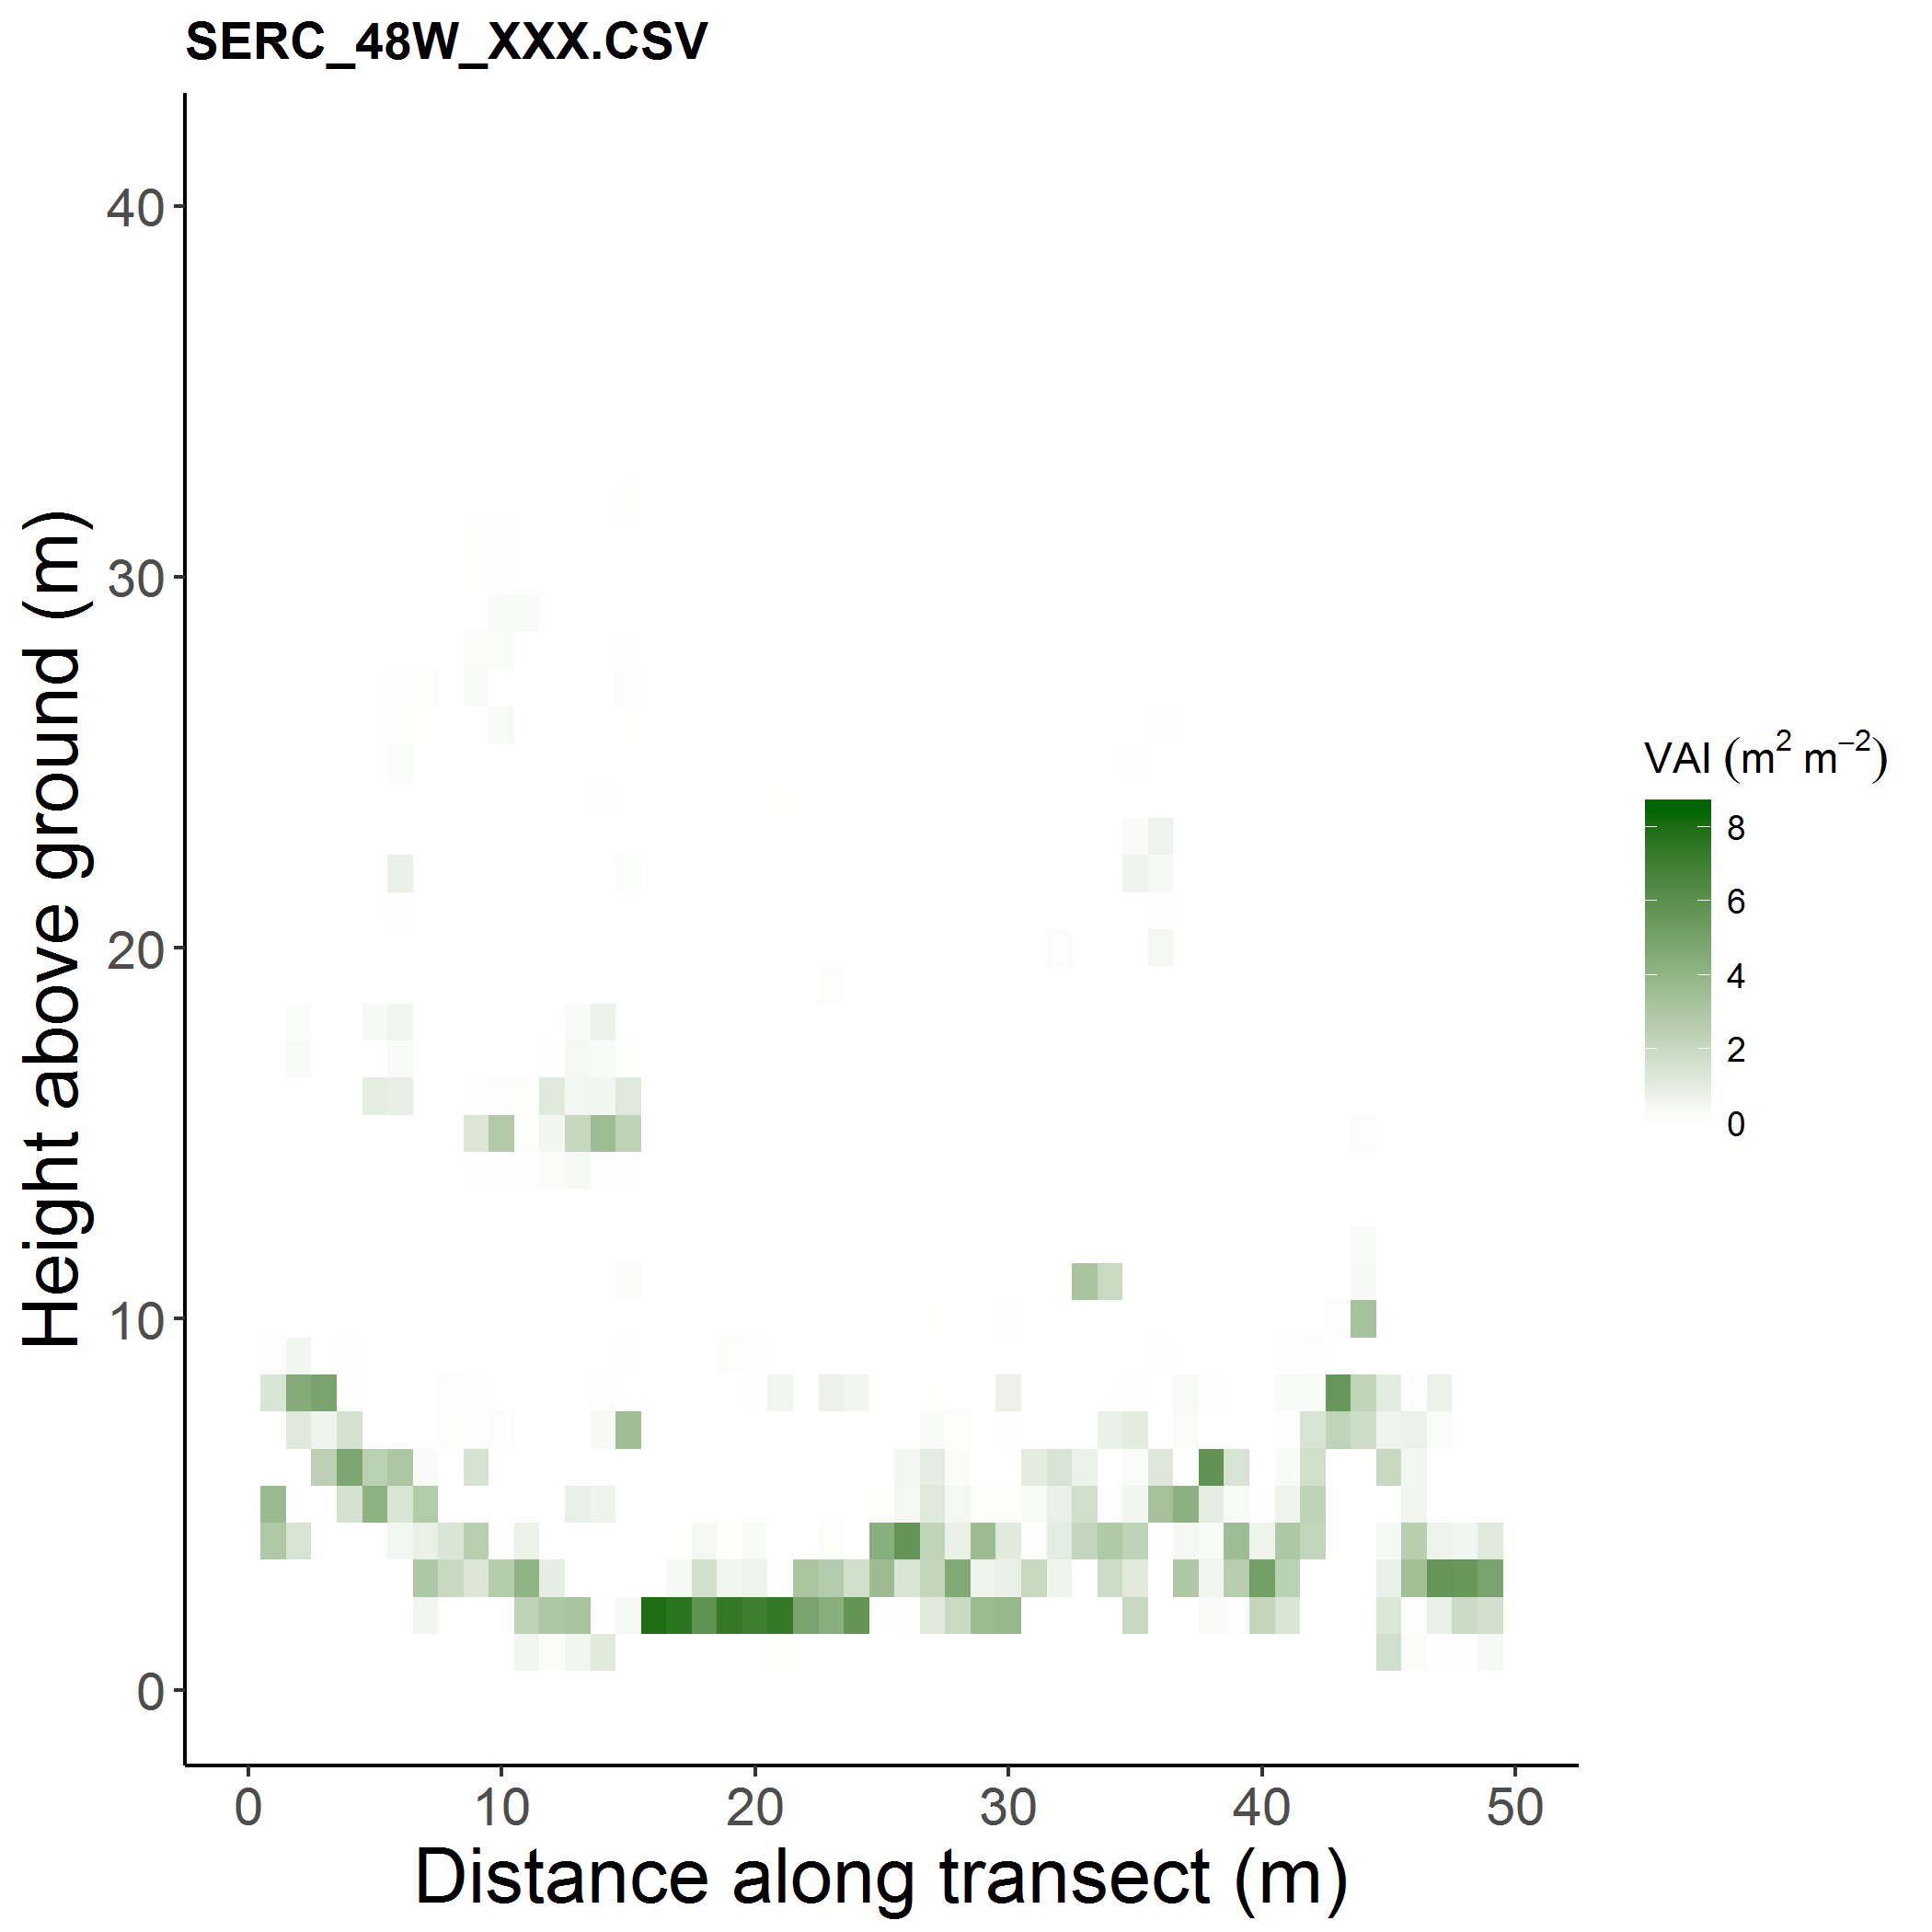 SERC_48W_XXX.CSV
Height above ground (m)
40
30
20
10
0
0 10 20 30 40 50
Distance along transect (m)
VAI (m² m⁻²)
8
6
4
2
0